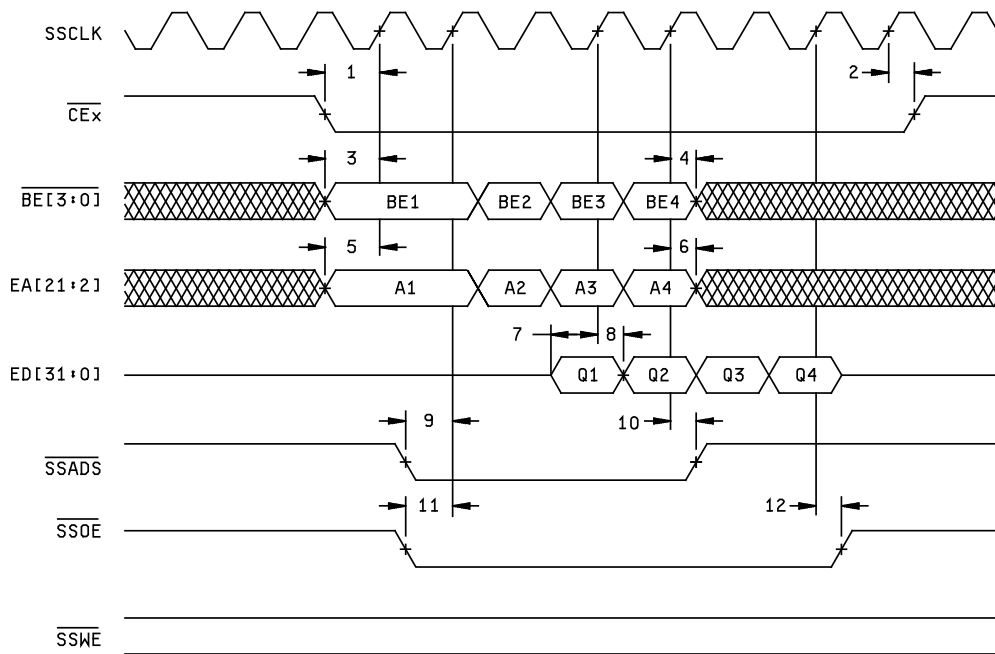 SSCLK
1 2
CEx
3 4
BE[3:0] BE1 BE2 BE3 BE4
5 6
EA[21:2] A1 A2 A3 A4
7 8
ED[31:0] Q1 Q2 Q3 Q4
9 10
SSADS
11 12
SSOE
SSWE